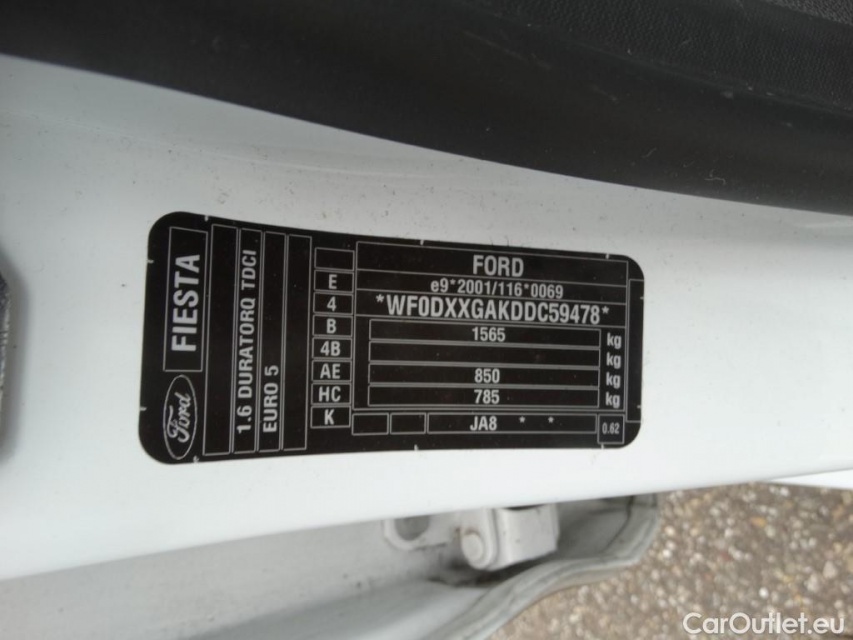 FORD
e9*2001/116*0069
*WF0DXXGAKDDC59478*
1565 kg
kg
850 kg
785 kg
JA8 * * 0.62
E
4
B
4B
AE
HC
K
FIESTA
1.6 DURATORQ TDCI
EURO 5
Ford
CarOutlet.eu